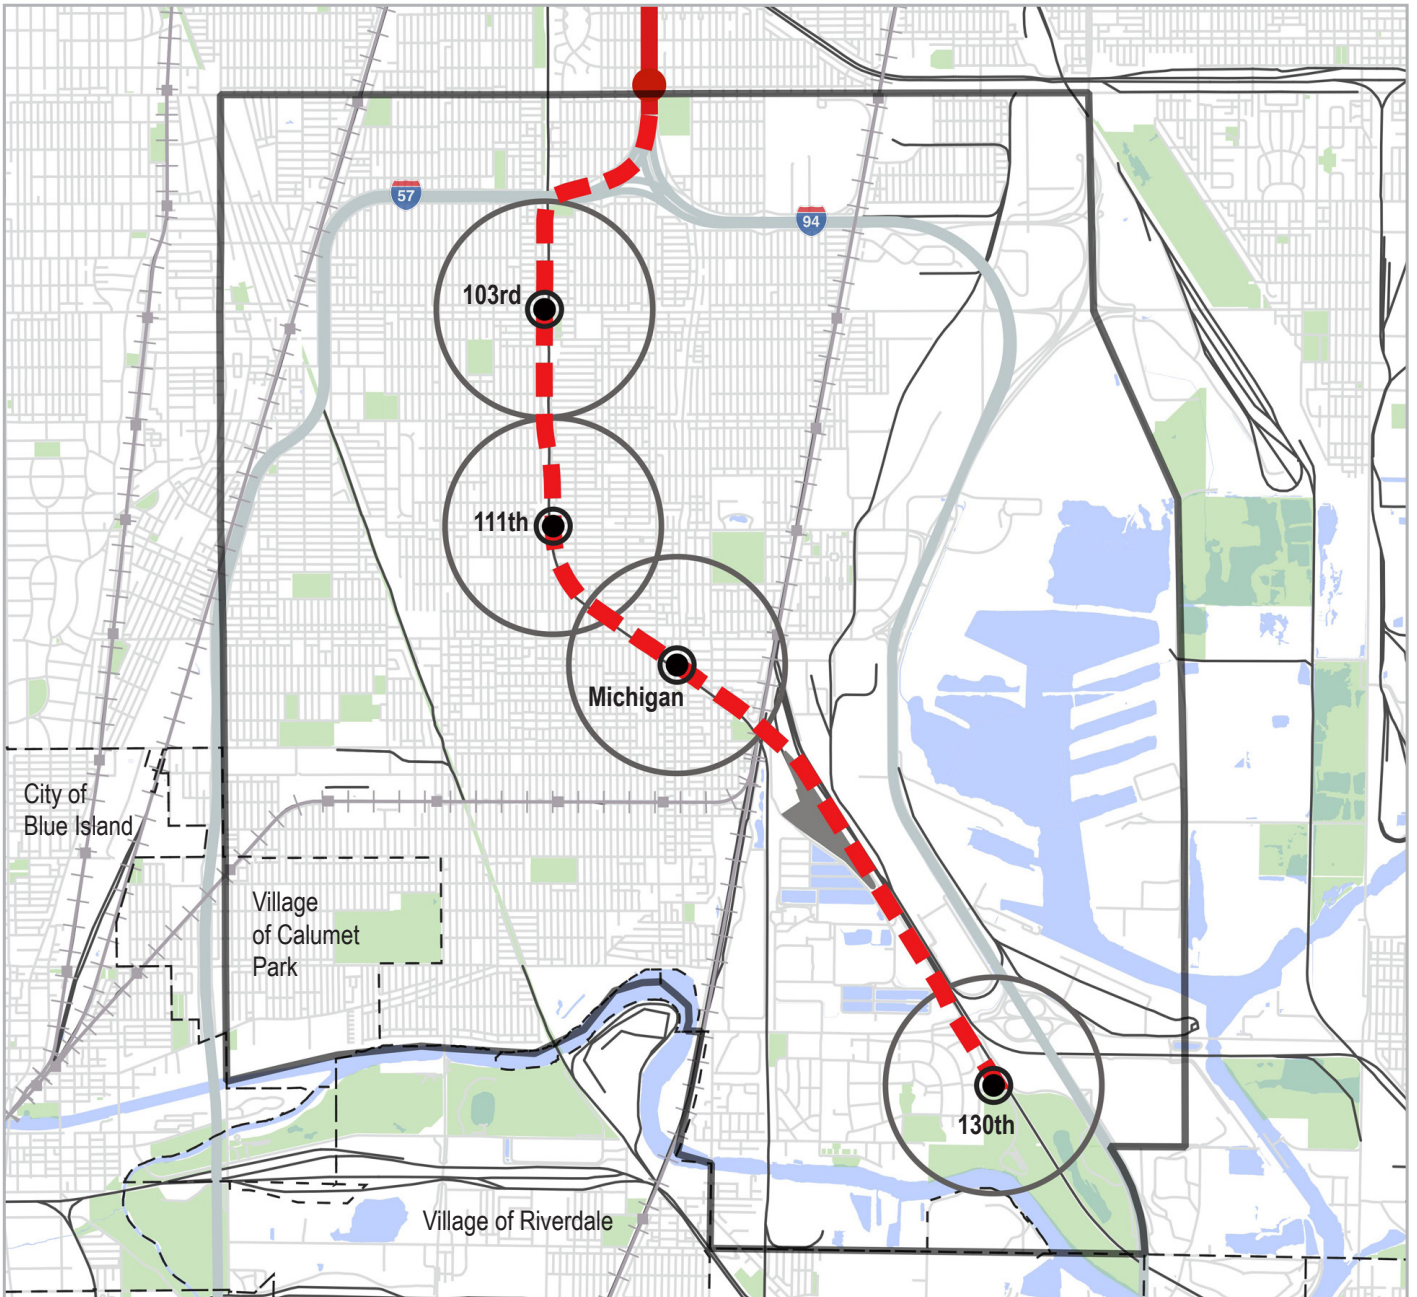 57
94
103rd
111th
Michigan
City of
Blue Island
Village
of Calumet
Park
130th
Village of Riverdale